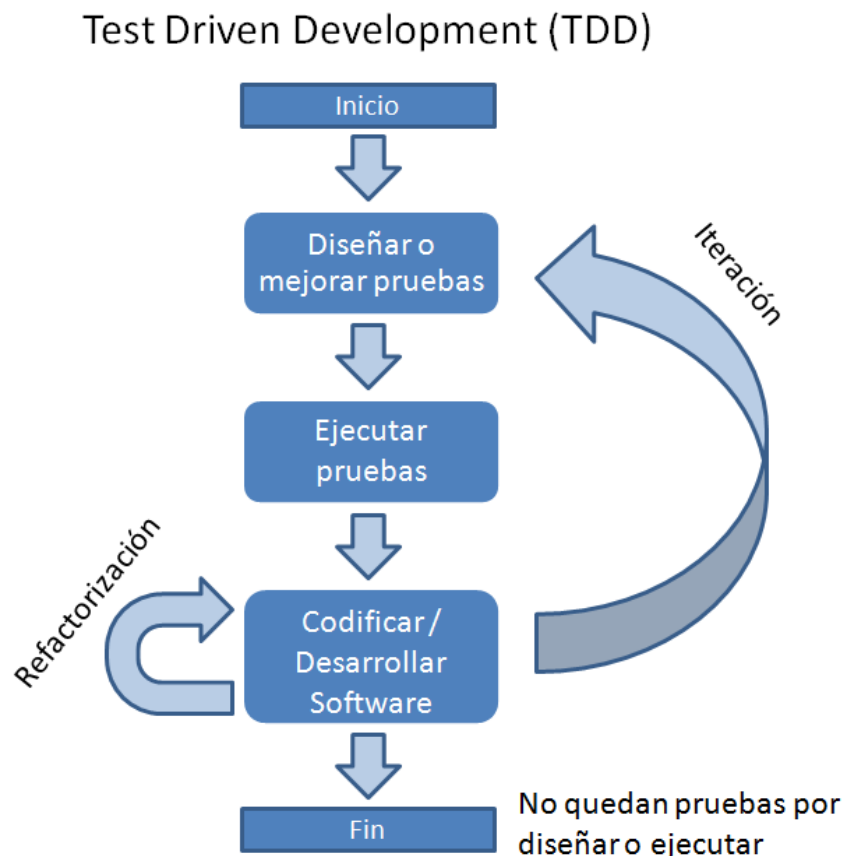 Test Driven Development (TDD)
Inicio
Diseñar o
mejorar pruebas
Iteración
Ejecutar
pruebas
Refactorización
Codificar /
Desarrollar
Software
Fin
No quedan pruebas por
diseñar o ejecutar